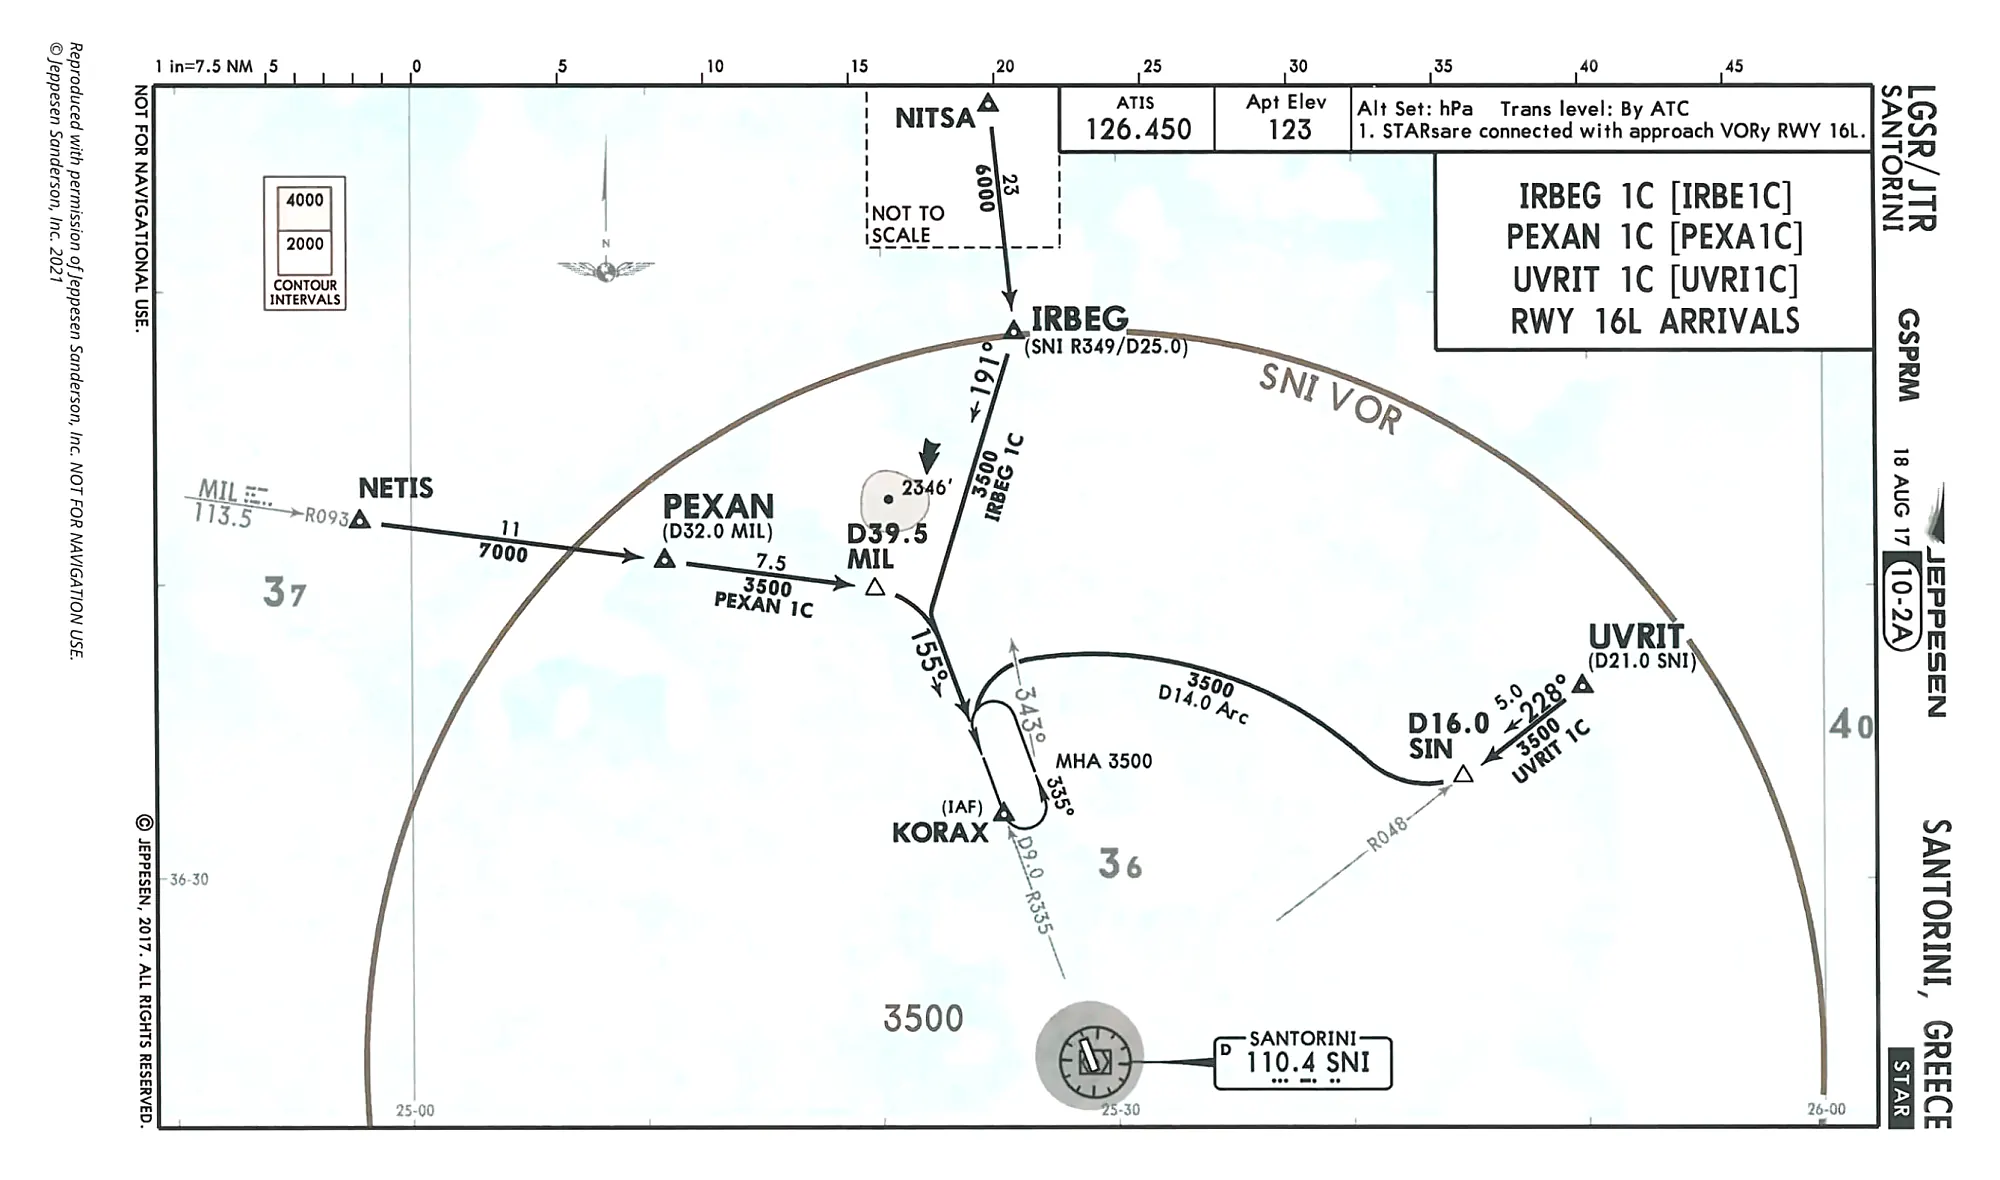 Reproduced with permission of Jeppesen Sanderson, Inc. NOT FOR NAVIGATION USE.
© Jeppesen Sanderson, Inc. 2021
NOT FOR NAVIGATIONAL USE.
© JEPPESEN, 2017. ALL RIGHTS RESERVED.
1 in=7.5 NM 5 0 5 10 15 20 25 30 35 40 45
LGSR/JTR
SANTORINI
GSPRM
18 AUG 17
10-2A
JEPPESEN
SANTORINI, GREECE
STAR
ATIS
126.450
Apt Elev
123
Alt Set: hPa Trans level: By ATC
1. STARsare connected with approach VORy RWY 16L.
IRBEG 1C [IRBE1C]
PEXAN 1C [PEXA1C]
UVRIT 1C [UVRI1C]
RWY 16L ARRIVALS
4000
2000
CONTOUR
INTERVALS
N
NITSA
23
6000
NOT TO
SCALE
IRBEG
(SNI R349/D25.0)
SNI VOR
191°
3500
IRBEG 1C
2346'
MIL
113.5
R093
NETIS
11
7000
PEXAN
(D32.0 MIL)
7.5
3500
PEXAN 1C
D39.5
MIL
37
155°
343°
3500
D14.0 Arc
UVRIT
(D21.0 SNI)
5.0
228°
3500
UVRIT 1C
D16.0
SIN
R048
40
MHA 3500
335°
(IAF)
KORAX
D9.0
R335
36
36-30
3500
SANTORINI
D 110.4 SNI
25-00
25-30
26-00